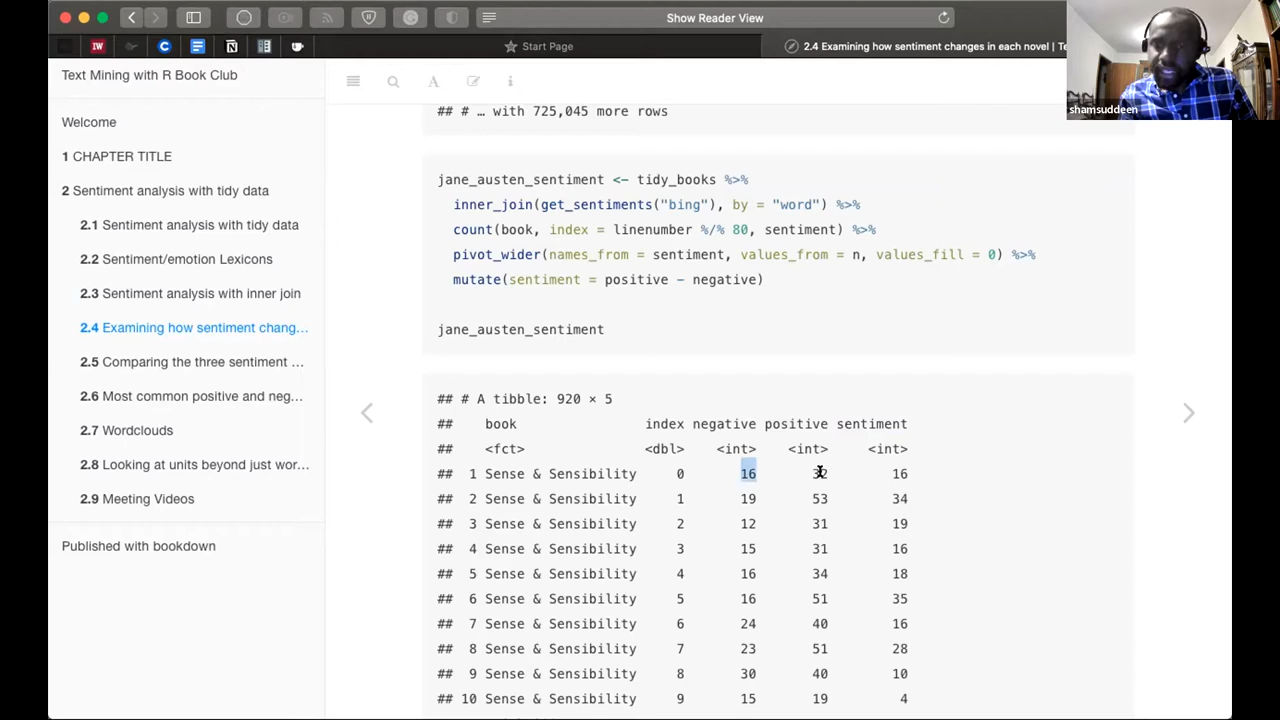 Show Reader View
Start Page
2.4 Examining how sentiment changes in each novel | Te
shamsuddeen
Text Mining with R Book Club
Welcome
1 CHAPTER TITLE
2 Sentiment analysis with tidy data
2.1 Sentiment analysis with tidy data
2.2 Sentiment/emotion Lexicons
2.3 Sentiment analysis with inner join
2.4 Examining how sentiment chang...
2.5 Comparing the three sentiment ...
2.6 Most common positive and neg...
2.7 Wordclouds
2.8 Looking at units beyond just wor...
2.9 Meeting Videos
Published with bookdown
## # … with 725,045 more rows
jane_austen_sentiment <- tidy_books %>%
inner_join(get_sentiments("bing"), by = "word") %>%
count(book, index = linenumber %/% 80, sentiment) %>%
pivot_wider(names_from = sentiment, values_from = n, values_fill = 0) %>%
mutate(sentiment = positive - negative)
jane_austen_sentiment
## # A tibble: 920 × 5
## book index negative positive sentiment
## <fct> <dbl> <int> <int> <int>
## 1 Sense & Sensibility 0 16 32 16
## 2 Sense & Sensibility 1 19 53 34
## 3 Sense & Sensibility 2 12 31 19
## 4 Sense & Sensibility 3 15 31 16
## 5 Sense & Sensibility 4 16 34 18
## 6 Sense & Sensibility 5 16 51 35
## 7 Sense & Sensibility 6 24 40 16
## 8 Sense & Sensibility 7 23 51 28
## 9 Sense & Sensibility 8 30 40 10
## 10 Sense & Sensibility 9 15 19 4